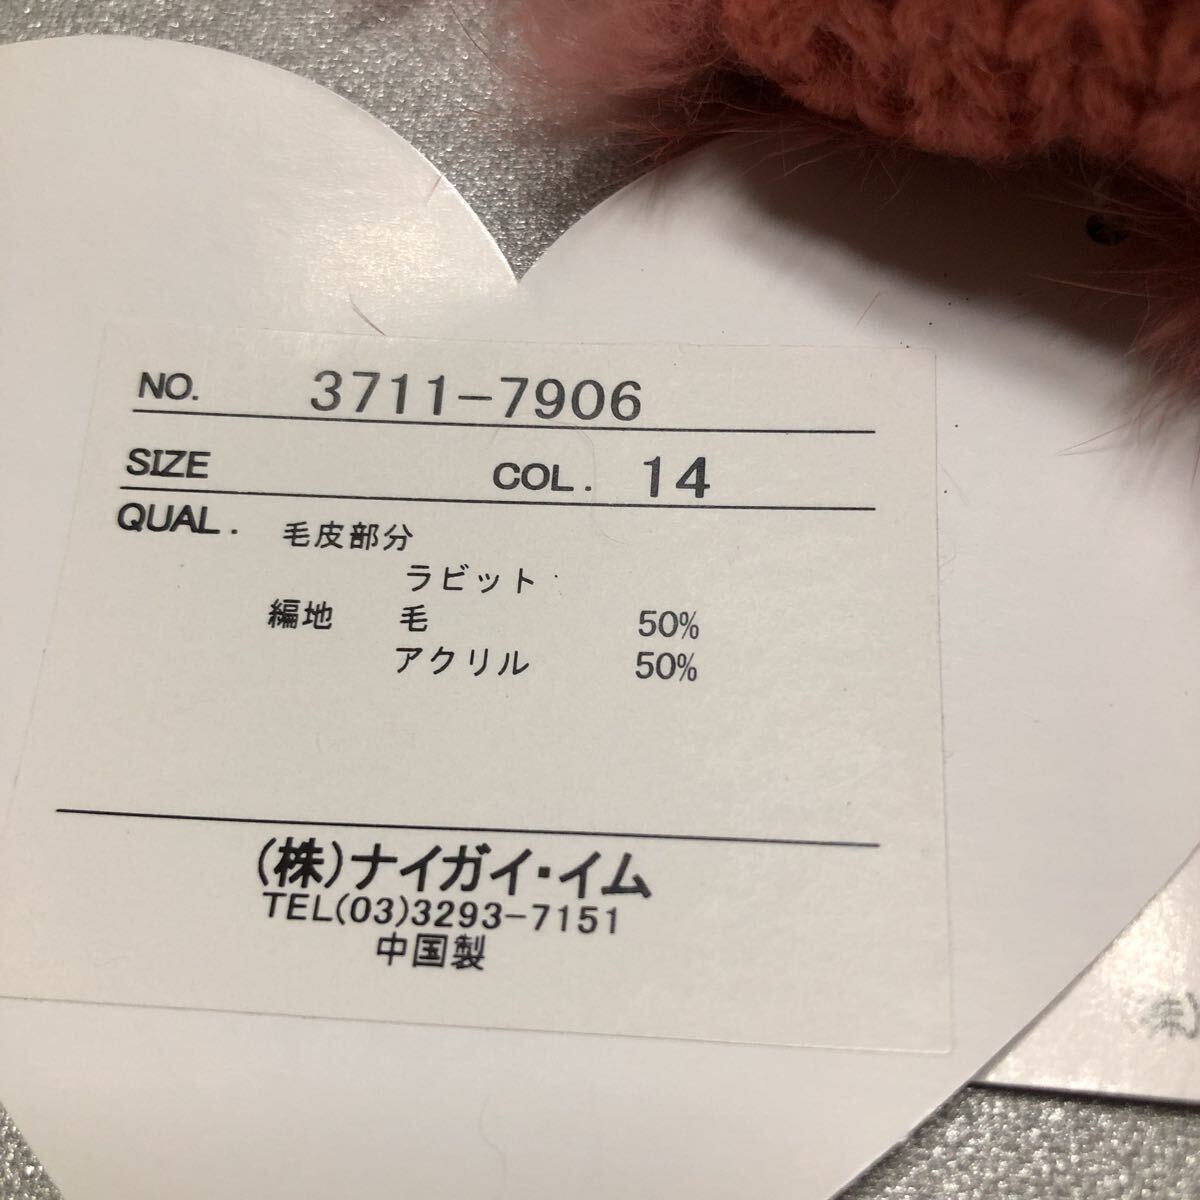 NO. 3711-7906
SIZE COL. 14
QUAL. 毛皮部分
ラビット
編地 毛 50%
アクリル 50%
(株)ナイガイ・イム
TEL(03)3293-7151
中国製
(株)